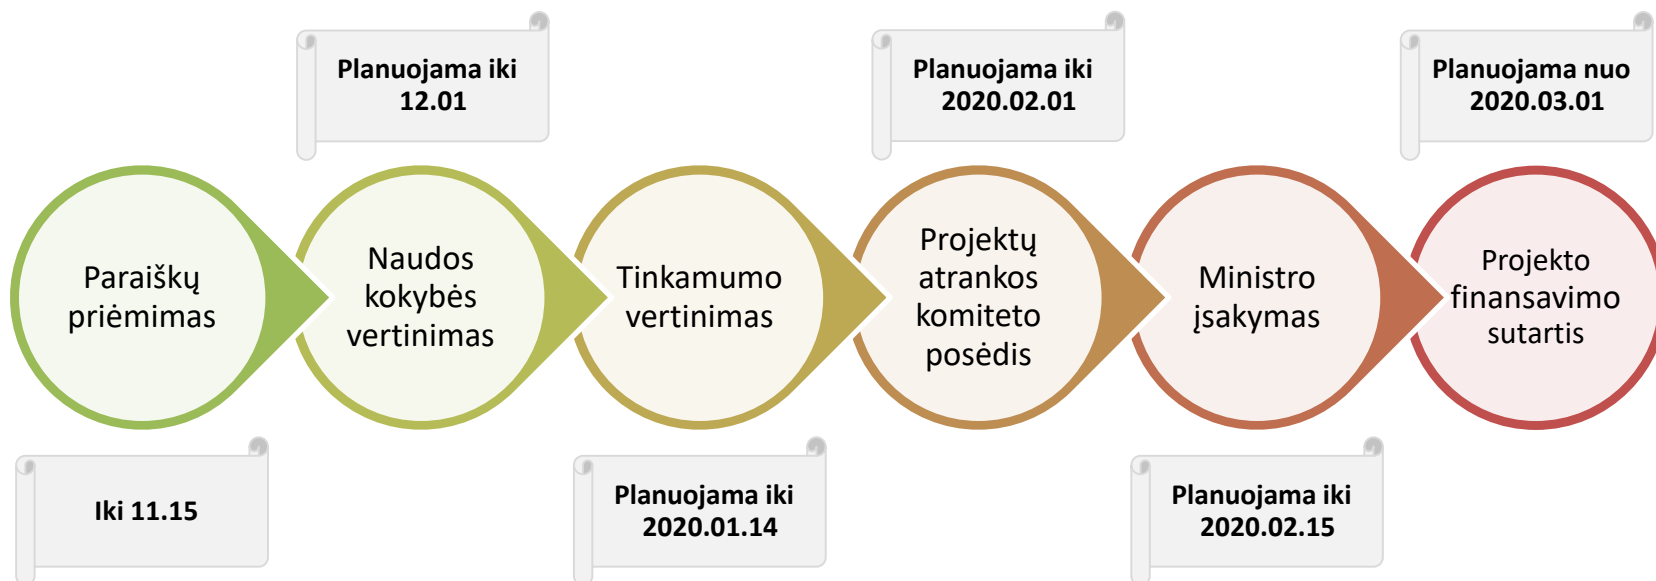 Planuojama iki
12.01
Planuojama iki
2020.02.01
Planuojama nuo
2020.03.01
Paraiškų
priėmimas
Naudos
kokybės
vertinimas
Tinkamumo
vertinimas
Projektų
atrankos
komiteto
posėdis
Ministro
įsakymas
Projekto
finansavimo
sutartis
Iki 11.15
Planuojama iki
2020.01.14
Planuojama iki
2020.02.15